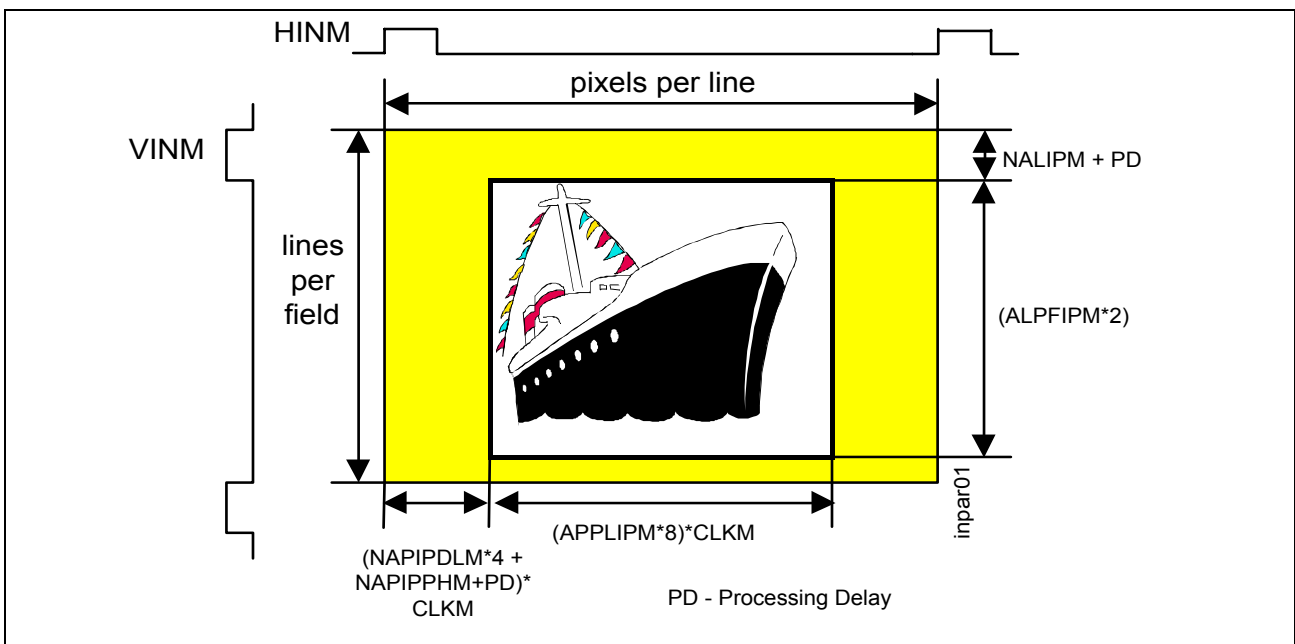 HINM
pixels per line
VINM
NALIPM + PD
lines
per
field
(ALPFIPM*2)
inpar01
(APPLIPM*8)*CLKM
(NAPIPDLM*4 +
NAPIPPHM+PD)*
CLKM
PD - Processing Delay